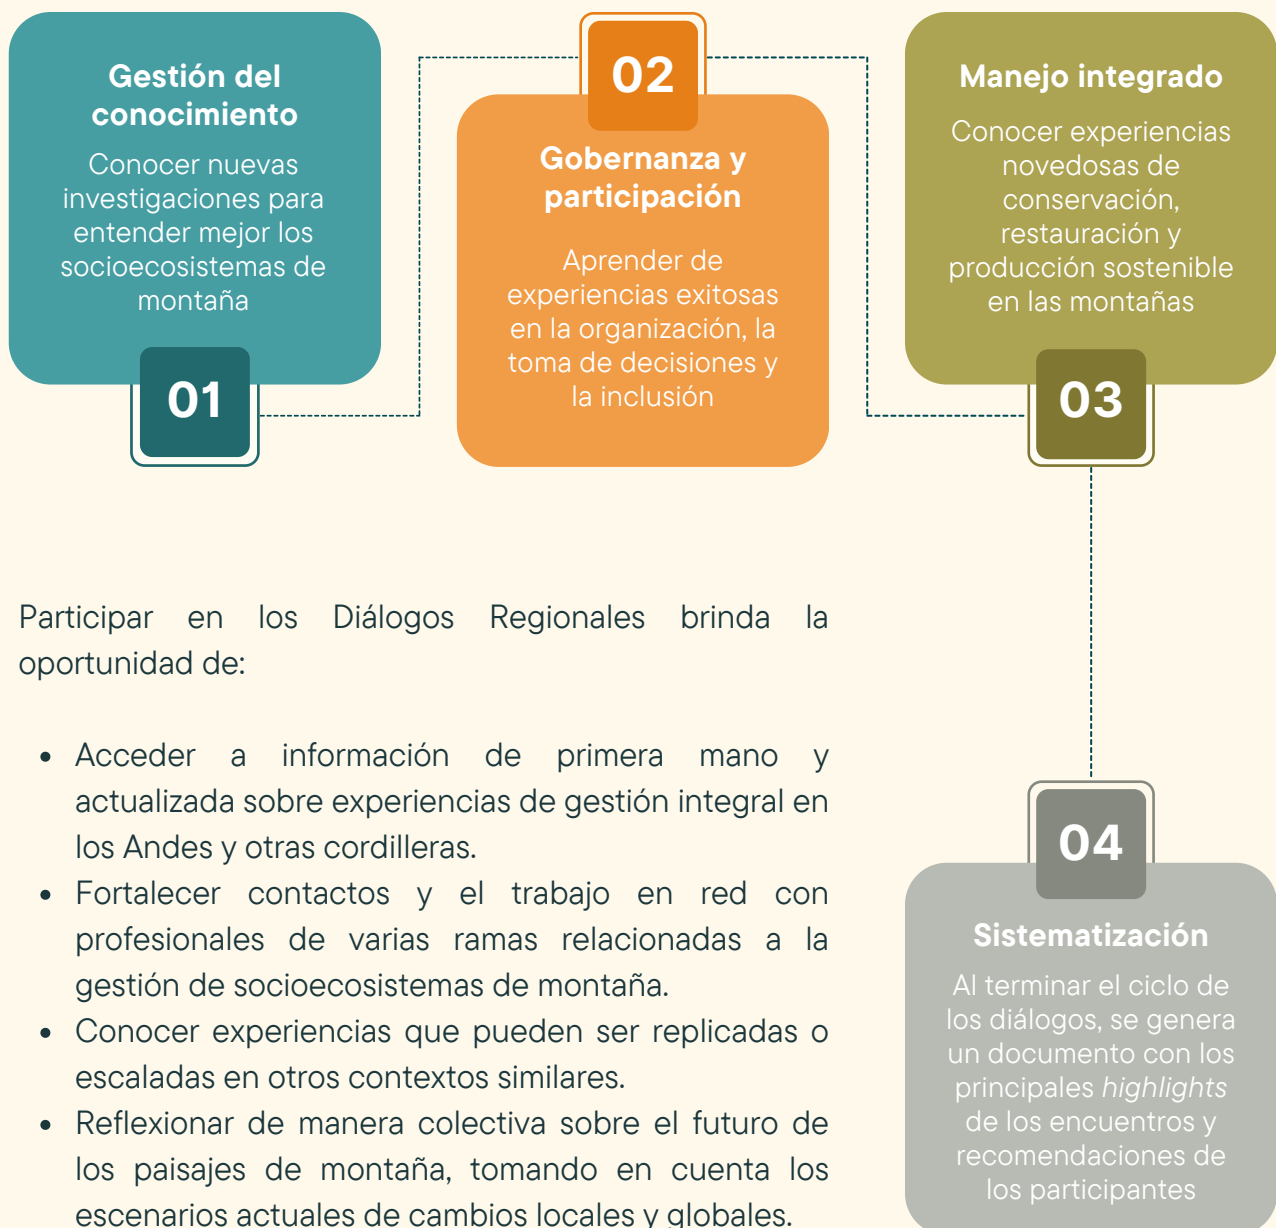 Gestión del
conocimiento
Conocer nuevas
investigaciones para
entender mejor los
socioecosistemas de
montaña
01
02
Gobernanza y
participación
Aprender de
experiencias exitosas
en la organización, la
toma de decisiones y
la inclusión
Manejo integrado
Conocer experiencias
novedosas de
conservación,
restauración y
producción sostenible
en las montañas
03
Participar en los Diálogos Regionales brinda la
oportunidad de:
• Acceder a información de primera mano y
actualizada sobre experiencias de gestión integral en
los Andes y otras cordilleras.
• Fortalecer contactos y el trabajo en red con
profesionales de varias ramas relacionadas a la
gestión de socioecosistemas de montaña.
• Conocer experiencias que pueden ser replicadas o
escaladas en otros contextos similares.
• Reflexionar de manera colectiva sobre el futuro de
los paisajes de montaña, tomando en cuenta los
escenarios actuales de cambios locales y globales.
04
Sistematización
Al terminar el ciclo de
los diálogos, se genera
un documento con los
principales highlights
de los encuentros y
recomendaciones de
los participantes